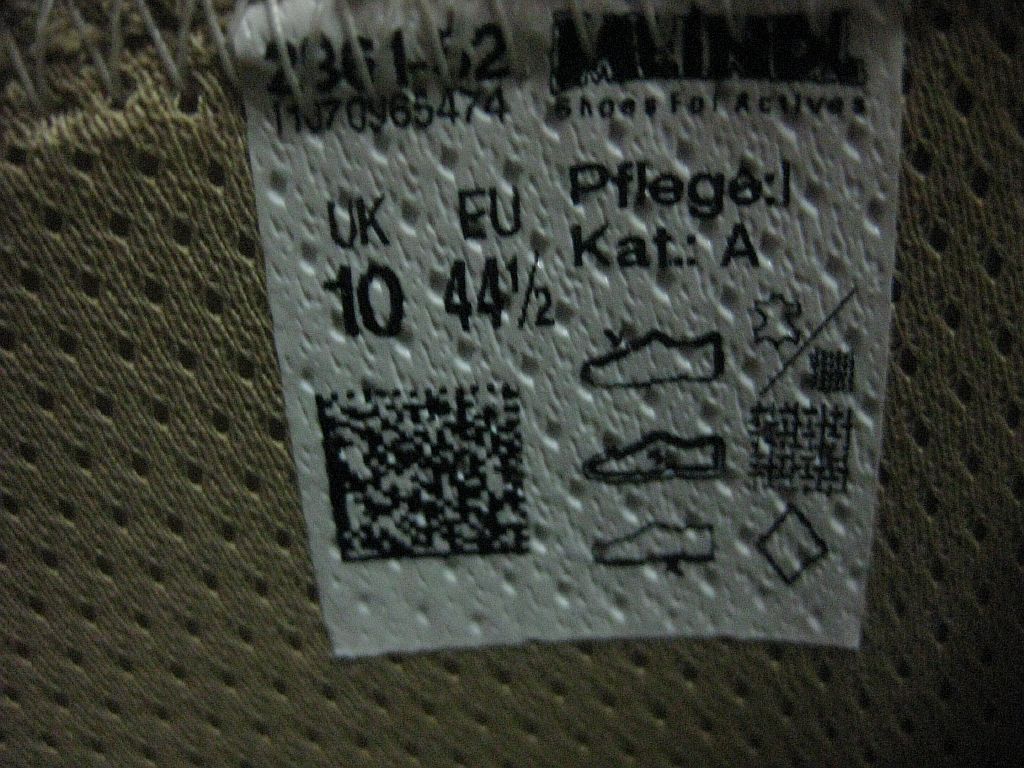 MEINDL
Shoes For Actives
UK EU
10 44½
Pflege: I
Kat.: A